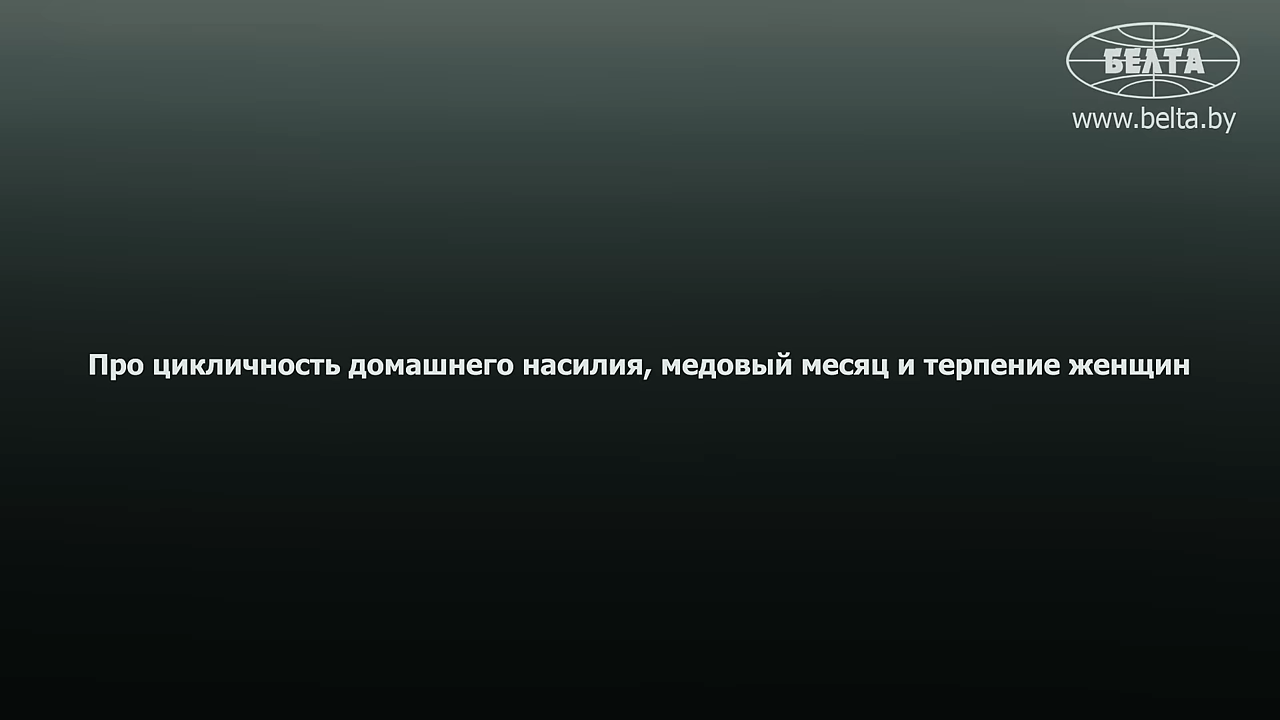 БЕЛТА
www.belta.by
Про цикличность домашнего насилия, медовый месяц и терпение женщин